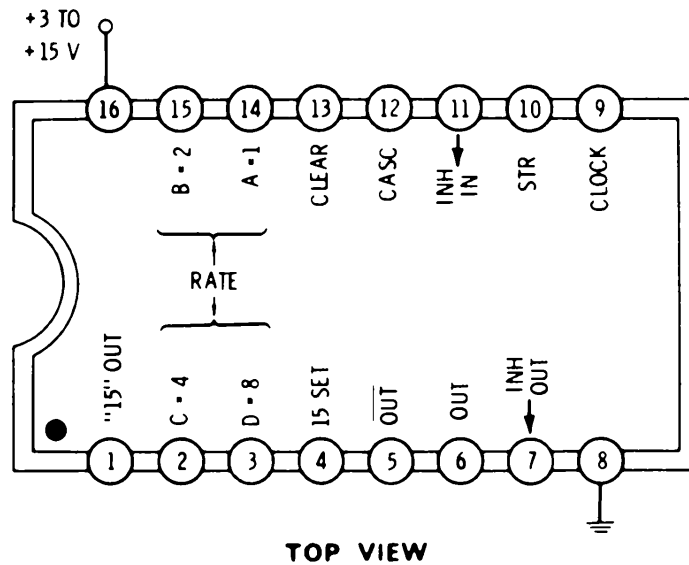 +3 TO
+15 V
16 15 14 13 12 11 10 9
B = 2
A = 1
CLEAR
CASC
INH
IN
STR
CLOCK
RATE
"15" OUT
C = 4
D = 8
15 SET
OUT
OUT
INH
OUT
1 2 3 4 5 6 7 8
TOP VIEW